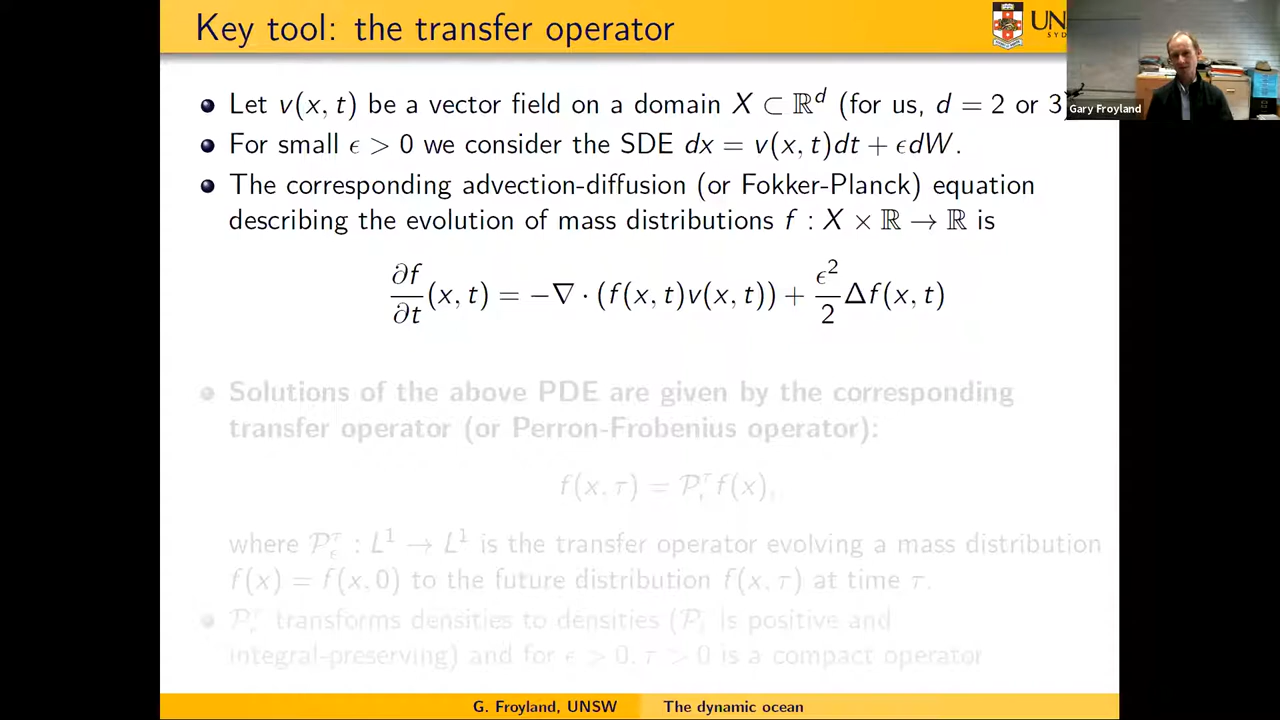 Key tool: the transfer operator
UN
SYD
Gary Froyland
Let v(x, t) be a vector field on a domain X ⊂ ℝᵈ (for us, d = 2 or 3
For small ϵ > 0 we consider the SDE dx = v(x, t)dt + ϵdW.
The corresponding advection-diffusion (or Fokker-Planck) equation
describing the evolution of mass distributions f : X × ℝ → ℝ is
∂f/∂t (x, t) = −∇ · (f(x, t)v(x, t)) + ϵ²/2 Δf(x, t)
Solutions of the above PDE are given by the corresponding
transfer operator (or Perron-Frobenius operator):
f(x, τ) = 𝒫_ϵ^τ f(x),
where 𝒫_ϵ^τ : L¹ → L¹ is the transfer operator evolving a mass distribution
f(x) = f(x, 0) to the future distribution f(x, τ) at time τ.
𝒫_ϵ^τ transforms densities to densities (𝒫_ϵ^τ is positive and
integral-preserving) and for ϵ > 0, τ > 0 is a compact operator
G. Froyland, UNSW
The dynamic ocean